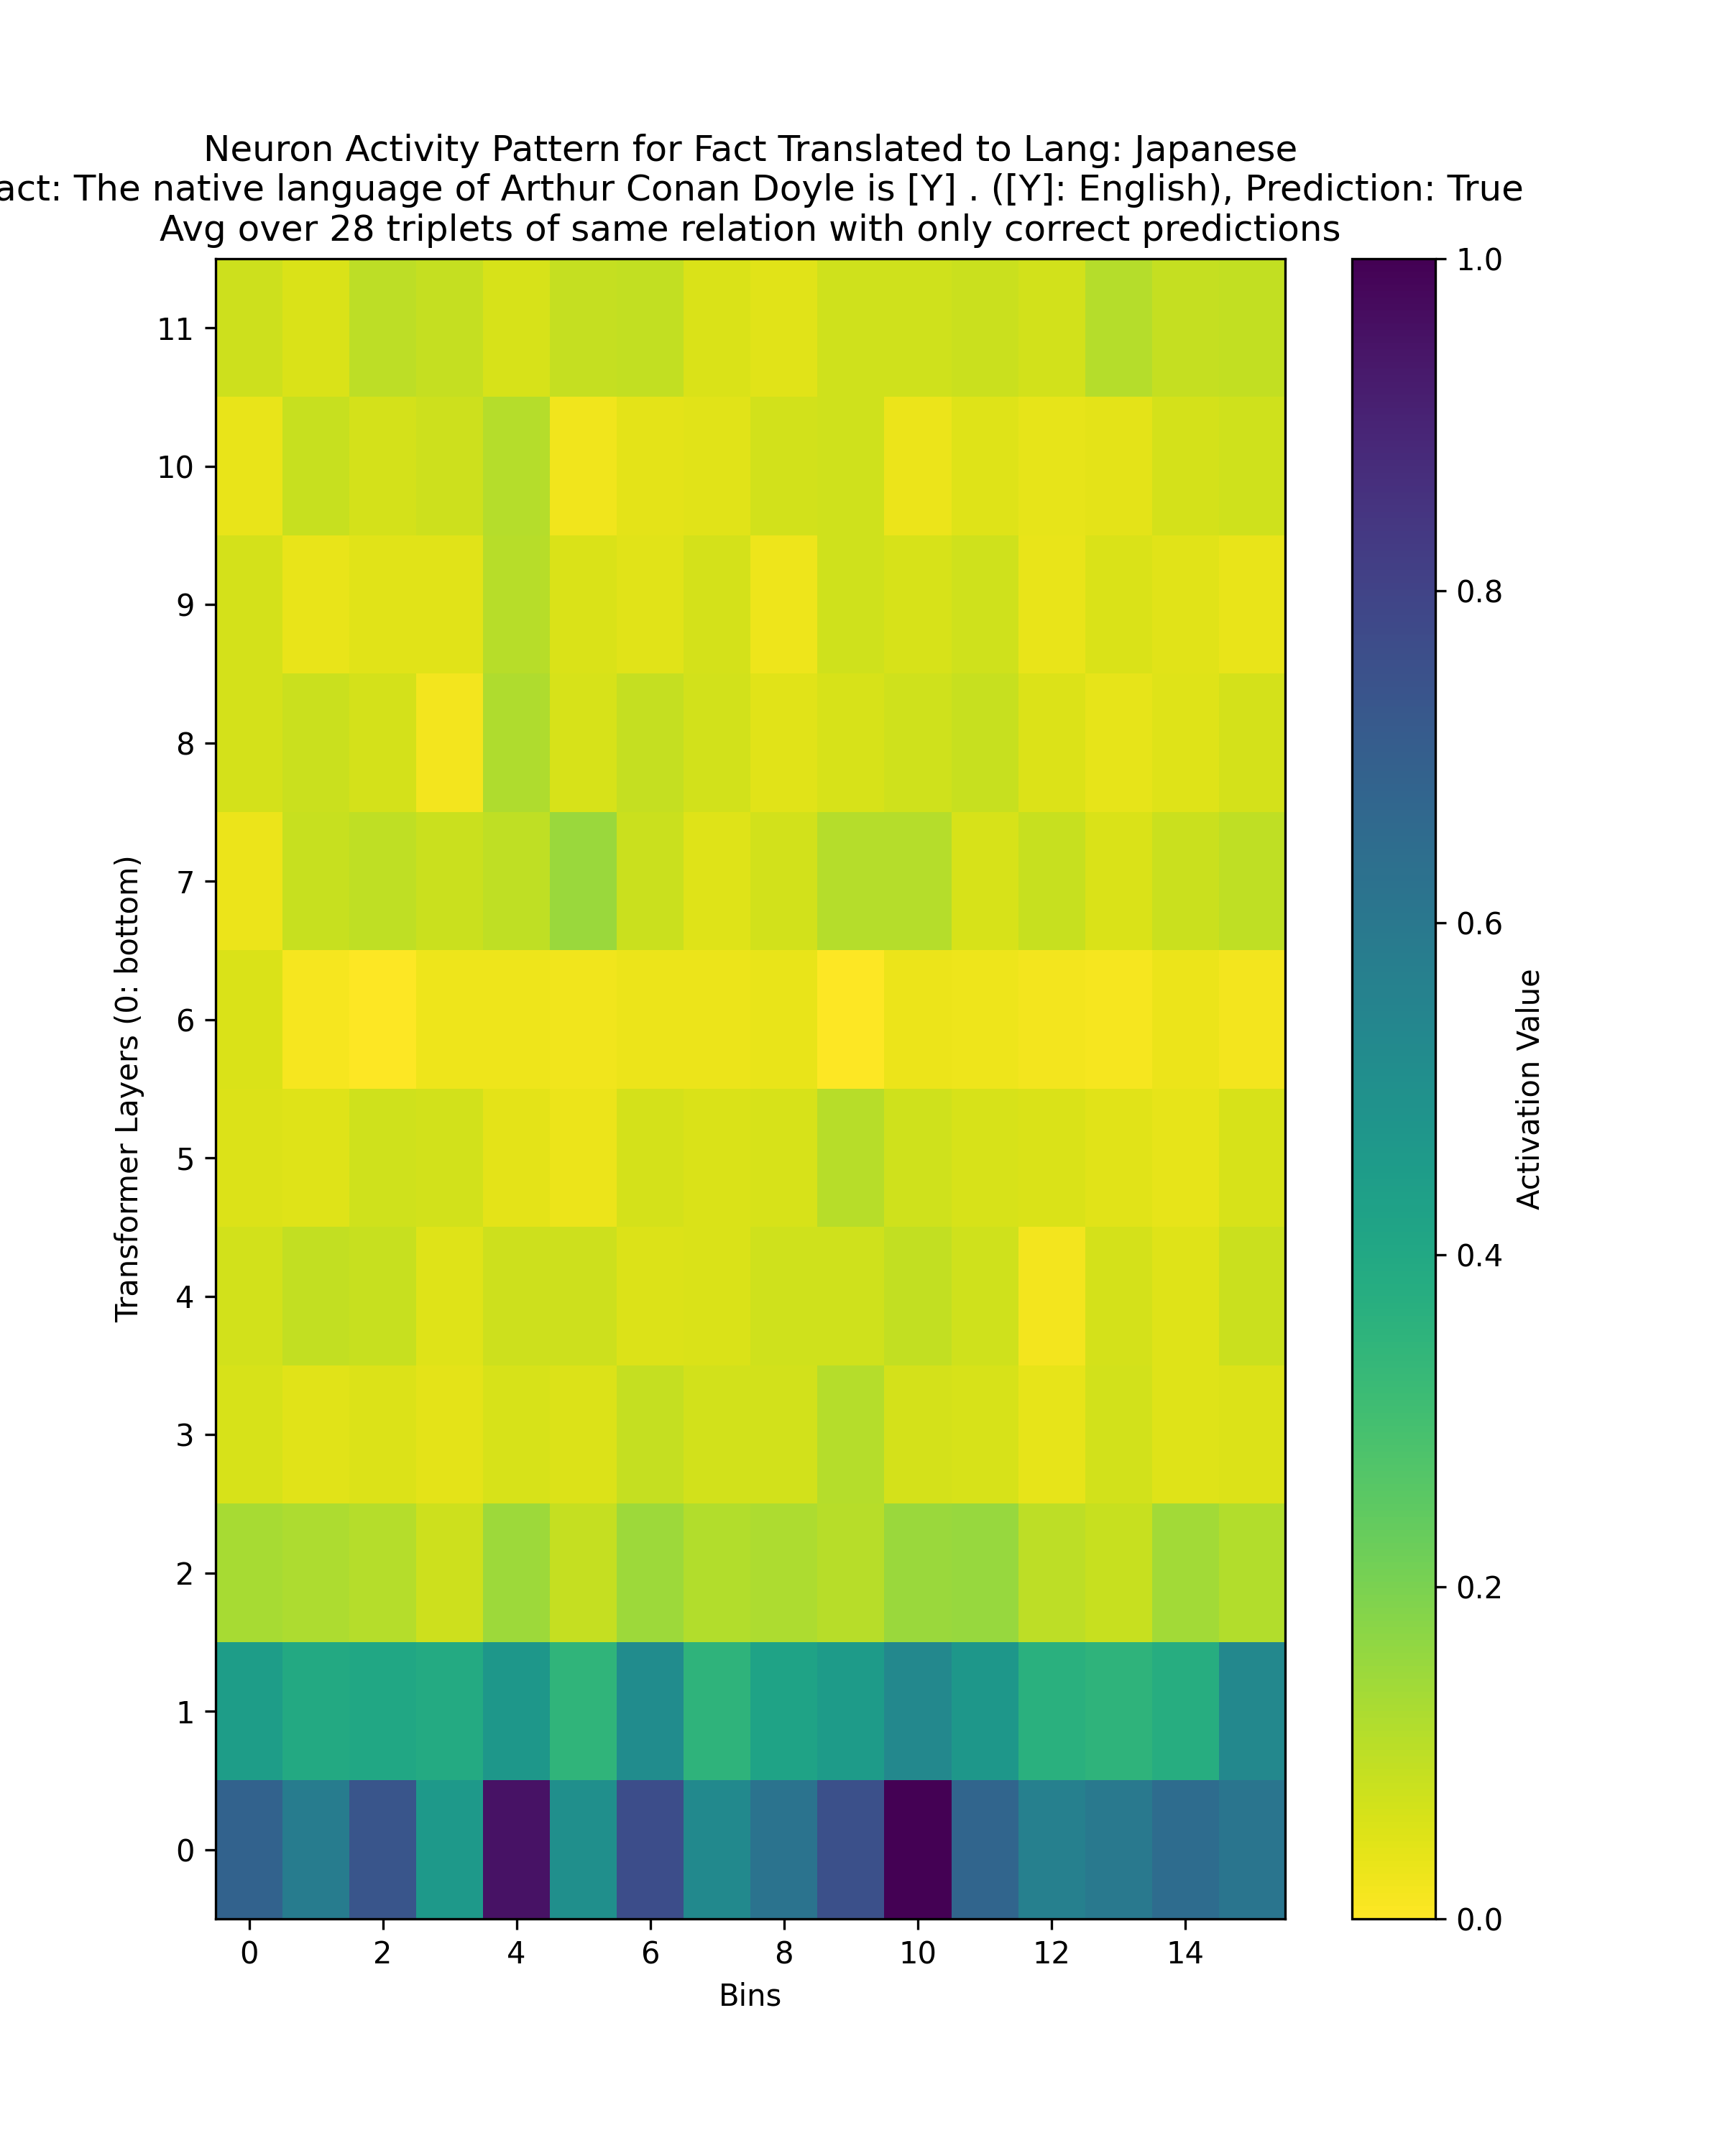 Neuron Activity Pattern for Fact Translated to Lang: Japanese
act: The native language of Arthur Conan Doyle is [Y] . ([Y]: English), Prediction: True
Avg over 28 triplets of same relation with only correct predictions
1.0
11
10
9
0.8
8
7
0.6
6
5
0.4
4
3
0.2
2
1
0
0.0
0 2 4 6 8 10 12 14
Bins
Transformer Layers (0: bottom)
Activation Value